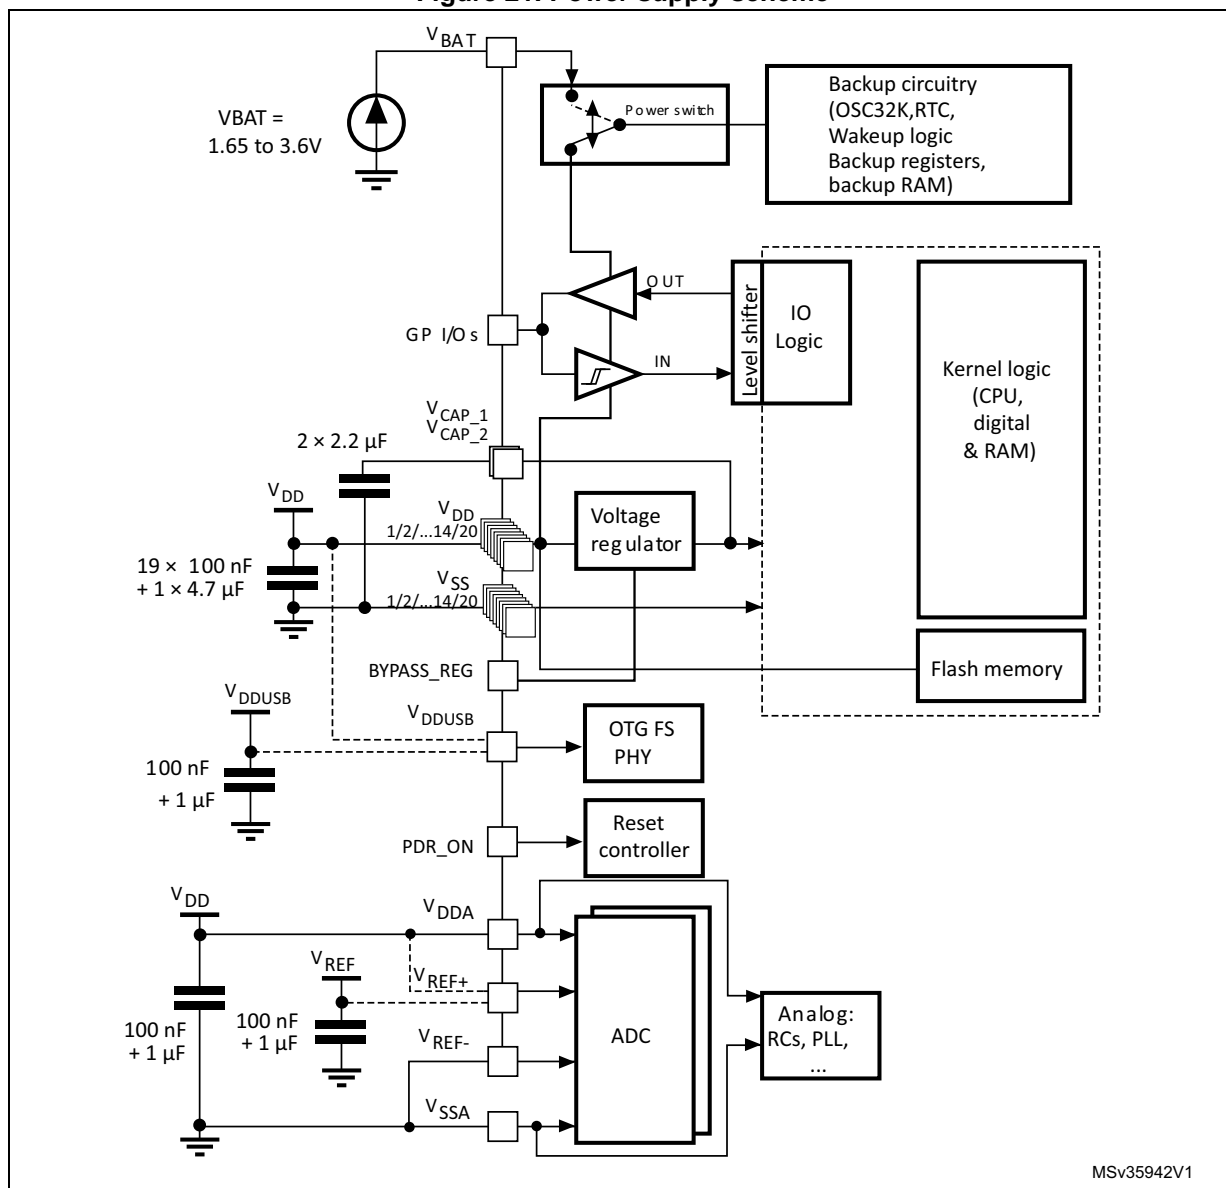 VBAT
VBAT =
1.65 to 3.6V
Power switch
Backup circuitry
(OSC32K,RTC,
Wakeup logic
Backup registers,
backup RAM)
OUT
GP I/Os
IN
Level shifter
IO
Logic
Kernel logic
(CPU,
digital
& RAM)
VCAP_1
VCAP_2
2 × 2.2 µF
VDD
VDD
1/2/...14/20
Voltage
regulator
19 × 100 nF
+ 1 × 4.7 µF
VSS
1/2/...14/20
BYPASS_REG
Flash memory
VDDUSB
VDDUSB
OTG FS
PHY
100 nF
+ 1 µF
PDR_ON
Reset
controller
VDD
VDDA
VREF
VREF+
100 nF
+ 1 µF
100 nF
+ 1 µF
VREF-
ADC
Analog:
RCs, PLL,
...
VSSA
MSv35942V1